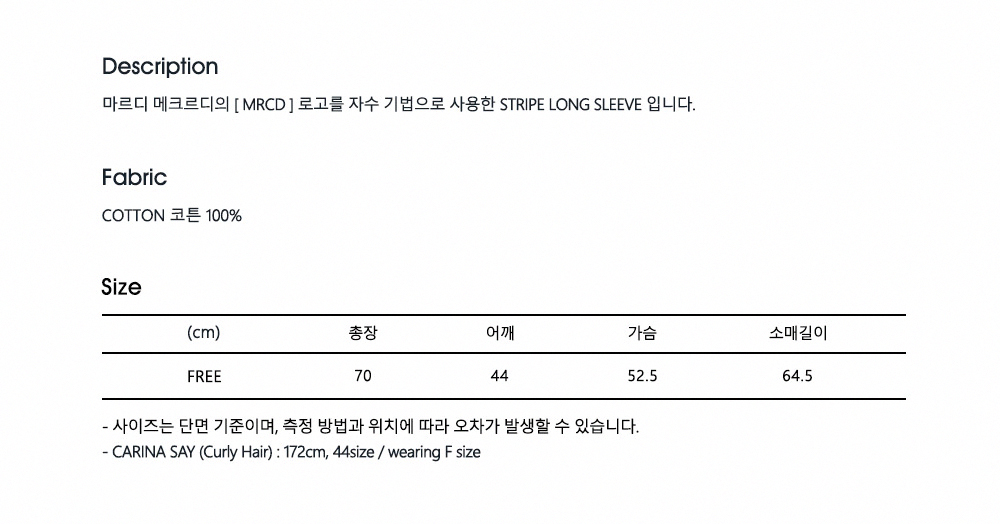 Description
마르디 메크르디의 [ MRCD ] 로고를 자수 기법으로 사용한 STRIPE LONG SLEEVE 입니다.
Fabric
COTTON 코튼 100%
Size
(cm) 총장 어깨 가슴 소매길이
FREE 70 44 52.5 64.5
- 사이즈는 단면 기준이며, 측정 방법과 위치에 따라 오차가 발생할 수 있습니다.
- CARINA SAY (Curly Hair) : 172cm, 44size / wearing F size